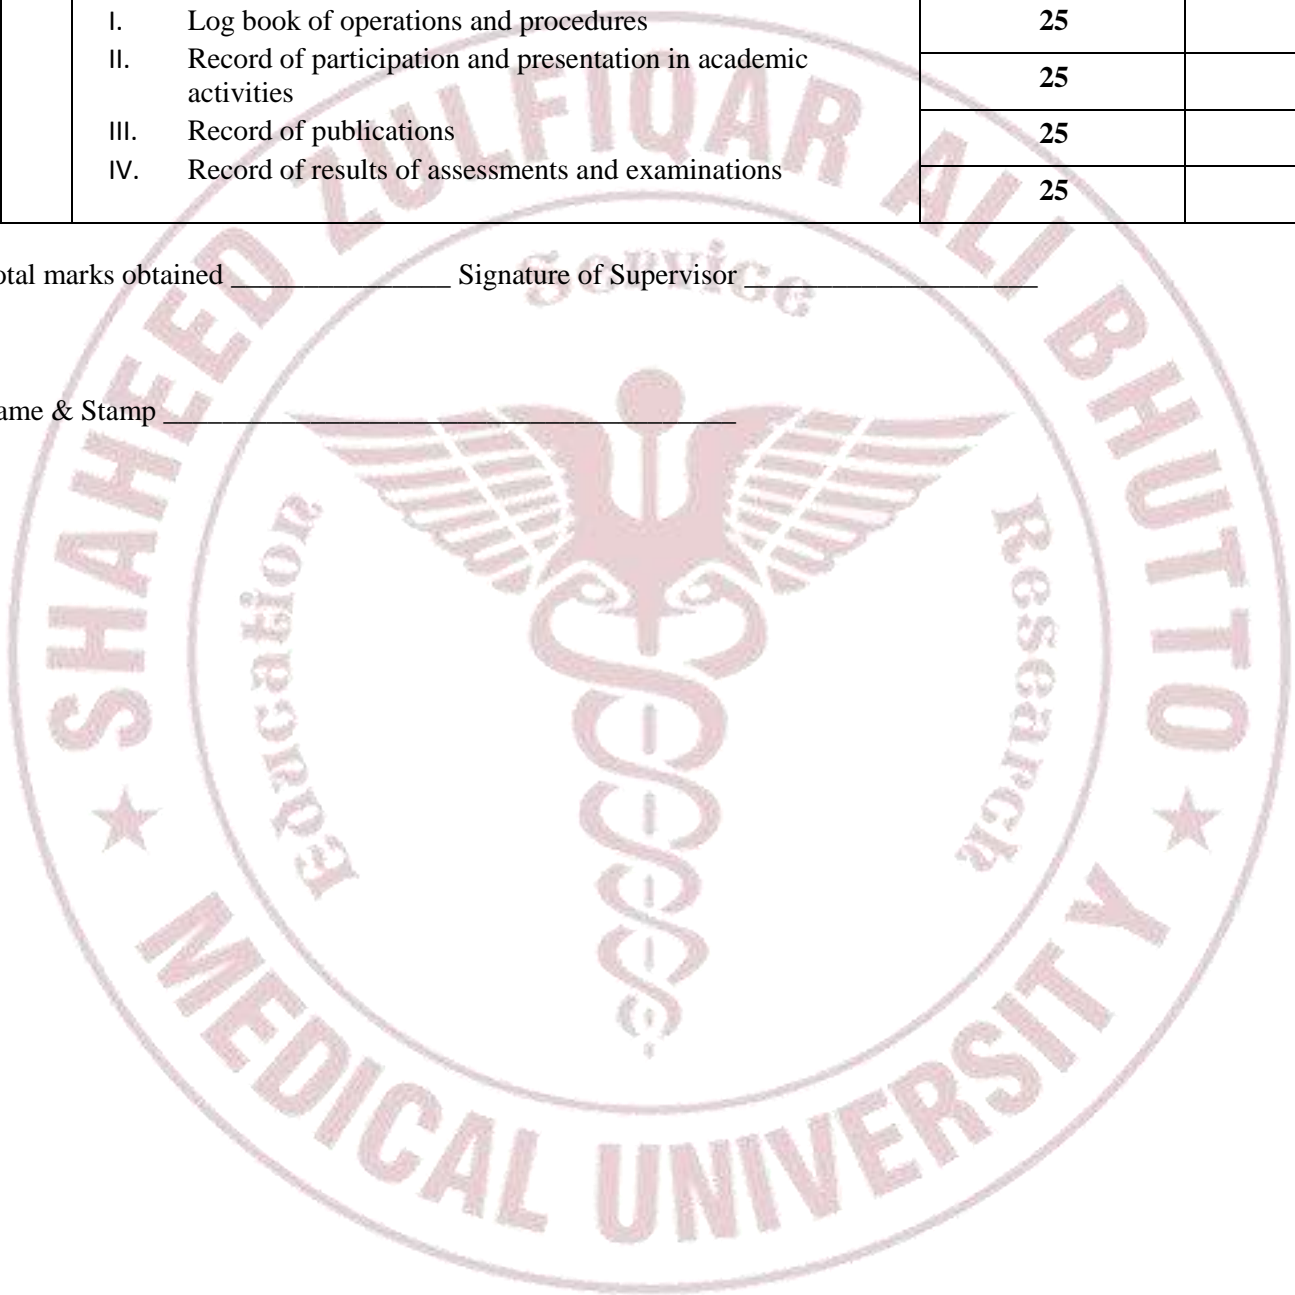 I. Log book of operations and procedures 25
II. Record of participation and presentation in academic
activities 25
III. Record of publications 25
IV. Record of results of assessments and examinations 25
otal marks obtained _______________ Signature of Supervisor ____________________
ame & Stamp _______________________________________
SHAHEED ZULFIQAR ALI BHUTTO
MEDICAL UNIVERSITY
Service
Education
Research